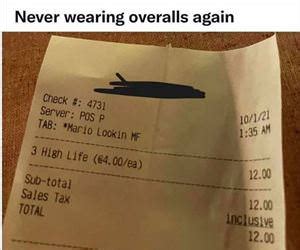 Never wearing overalls again
Check #: 4731
Server: POS P
TAB: *Mario Lookin MF
10/1/21
1:35 AM
3 High Life (@4.00/ea) 12.00
Sub-total 12.00
Sales Tax inclusive
TOTAL 12.00